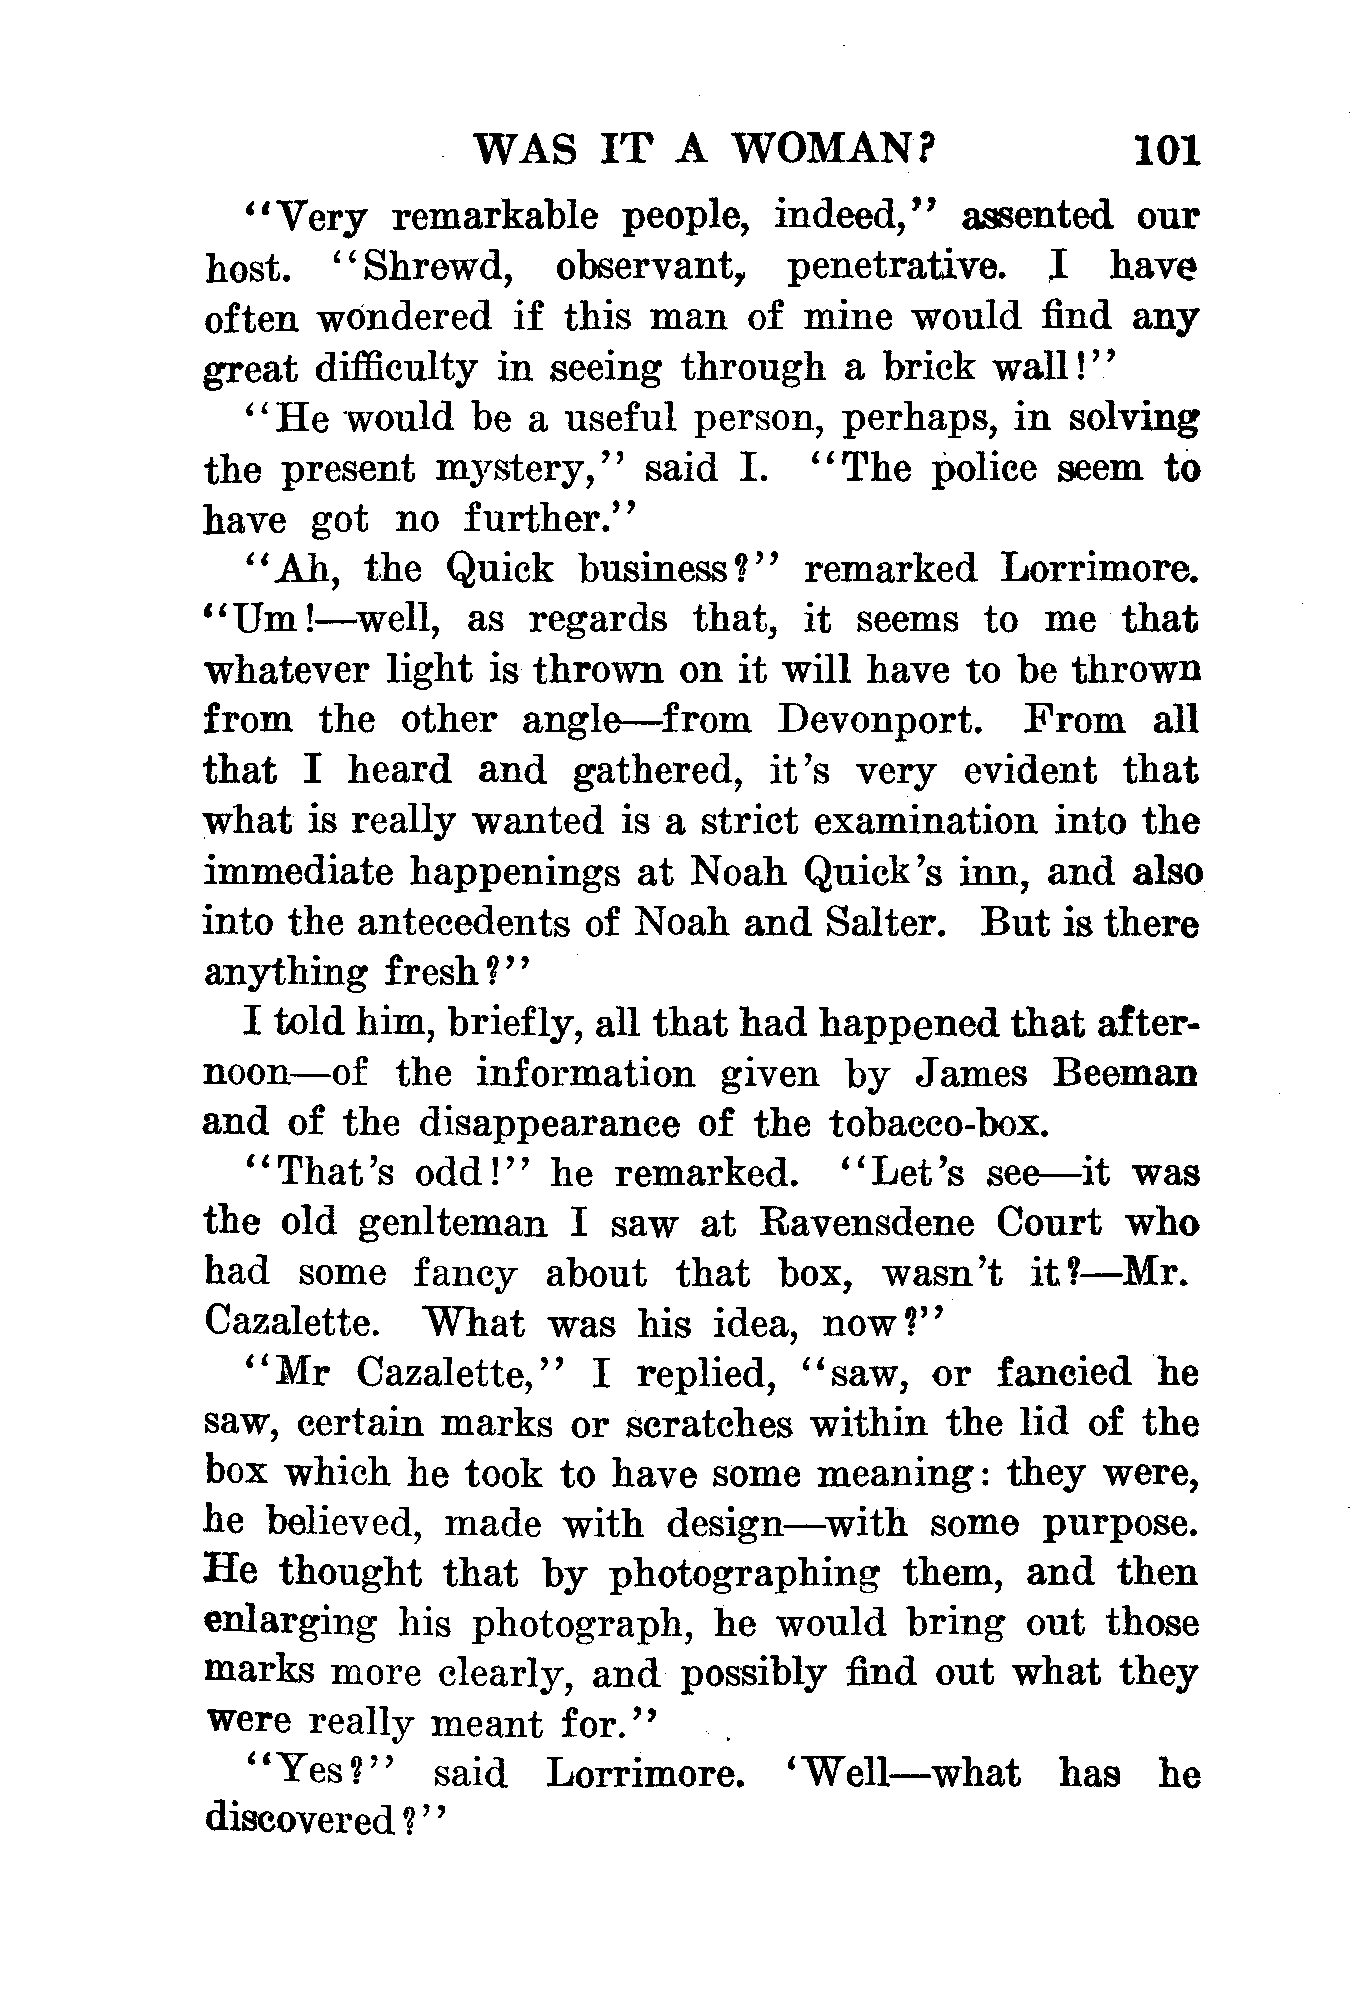 WAS IT A WOMAN? 101
"Very remarkable people, indeed," assented our
host. "Shrewd, observant, penetrative. I have
often wondered if this man of mine would find any
great difficulty in seeing through a brick wall!"
"He would be a useful person, perhaps, in solving
the present mystery," said I. "The police seem to
have got no further."
"Ah, the Quick business?" remarked Lorrimore.
"Um!—well, as regards that, it seems to me that
whatever light is thrown on it will have to be thrown
from the other angle—from Devonport. From all
that I heard and gathered, it's very evident that
what is really wanted is a strict examination into the
immediate happenings at Noah Quick's inn, and also
into the antecedents of Noah and Salter. But is there
anything fresh?"
I told him, briefly, all that had happened that after-
noon—of the information given by James Beeman
and of the disappearance of the tobacco-box.
"That's odd!" he remarked. "Let's see—it was
the old genlteman I saw at Ravensdene Court who
had some fancy about that box, wasn't it?—Mr.
Cazalette. What was his idea, now?"
"Mr Cazalette," I replied, "saw, or fancied he
saw, certain marks or scratches within the lid of the
box which he took to have some meaning: they were,
he believed, made with design—with some purpose.
He thought that by photographing them, and then
enlarging his photograph, he would bring out those
marks more clearly, and possibly find out what they
were really meant for."
"Yes?" said Lorrimore. 'Well—what has he
discovered?"